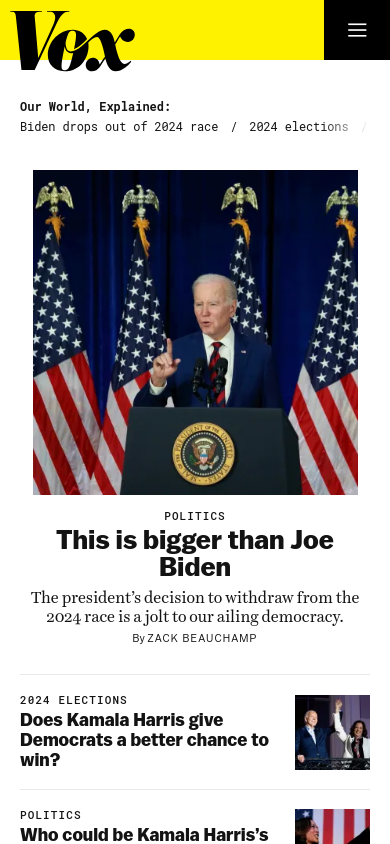 Vox
Our World, Explained:
Biden drops out of 2024 race / 2024 elections /
POLITICS
This is bigger than Joe
Biden
The president’s decision to withdraw from the
2024 race is a jolt to our ailing democracy.
By ZACK BEAUCHAMP
2024 ELECTIONS
Does Kamala Harris give
Democrats a better chance to
win?
POLITICS
Who could be Kamala Harris’s